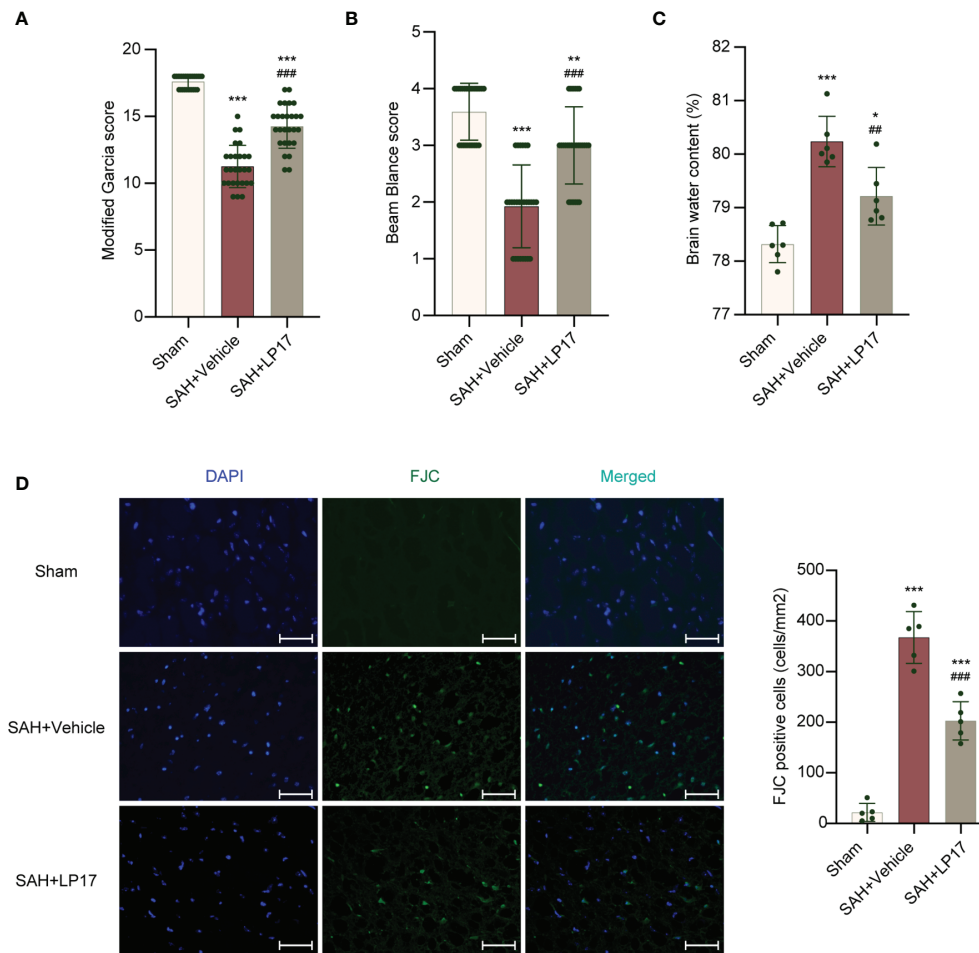 A
Modified Garcia score
20
15
10
5
0
***
***
###
Sham
SAH+Vehicle
SAH+LP17
B
Beam Blance score
5
4
3
2
1
0
***
**
###
Sham
SAH+Vehicle
SAH+LP17
C
Brain water content (%)
82
81
80
79
78
77
***
*
##
Sham
SAH+Vehicle
SAH+LP17
D
DAPI
FJC
Merged
Sham
SAH+Vehicle
SAH+LP17
FJC positive cells (cells/mm2)
500
400
300
200
100
0
***
***
###
Sham
SAH+Vehicle
SAH+LP17